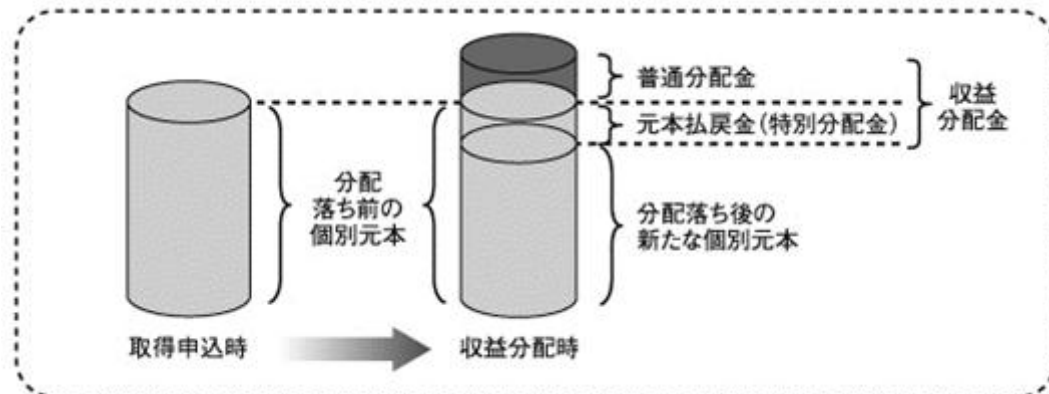 普通分配金
元本払戻金(特別分配金)
収益
分配金
分配
落ち前の
個別元本
分配落ち後の
新たな個別元本
取得申込時
収益分配時